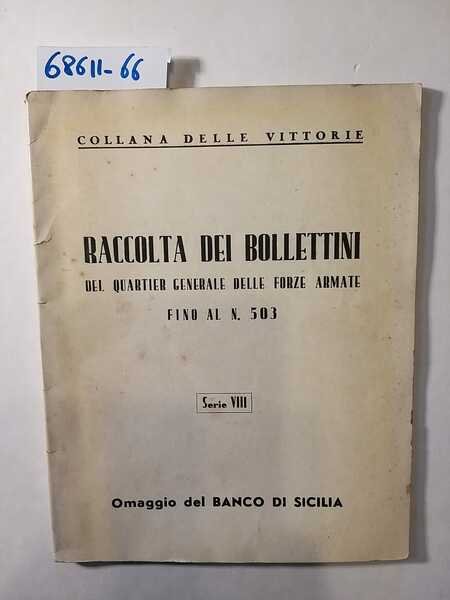 68611-66
COLLANA DELLE VITTORIE
RACCOLTA DEI BOLLETTINI
DEL QUARTIER GENERALE DELLE FORZE ARMATE
FINO AL N. 503
Serie VIII
Omaggio del BANCO DI SICILIA